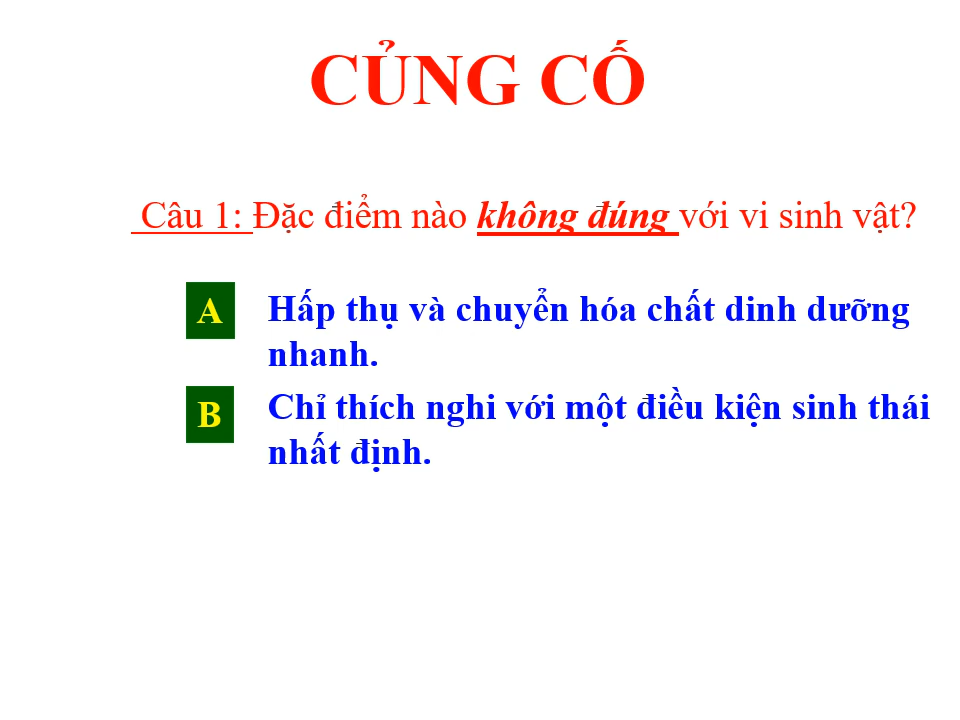 CỦNG CỐ
Câu 1: Đặc điểm nào không đúng với vi sinh vật?
A Hấp thụ và chuyển hóa chất dinh dưỡng
nhanh.
B Chỉ thích nghi với một điều kiện sinh thái
nhất định.